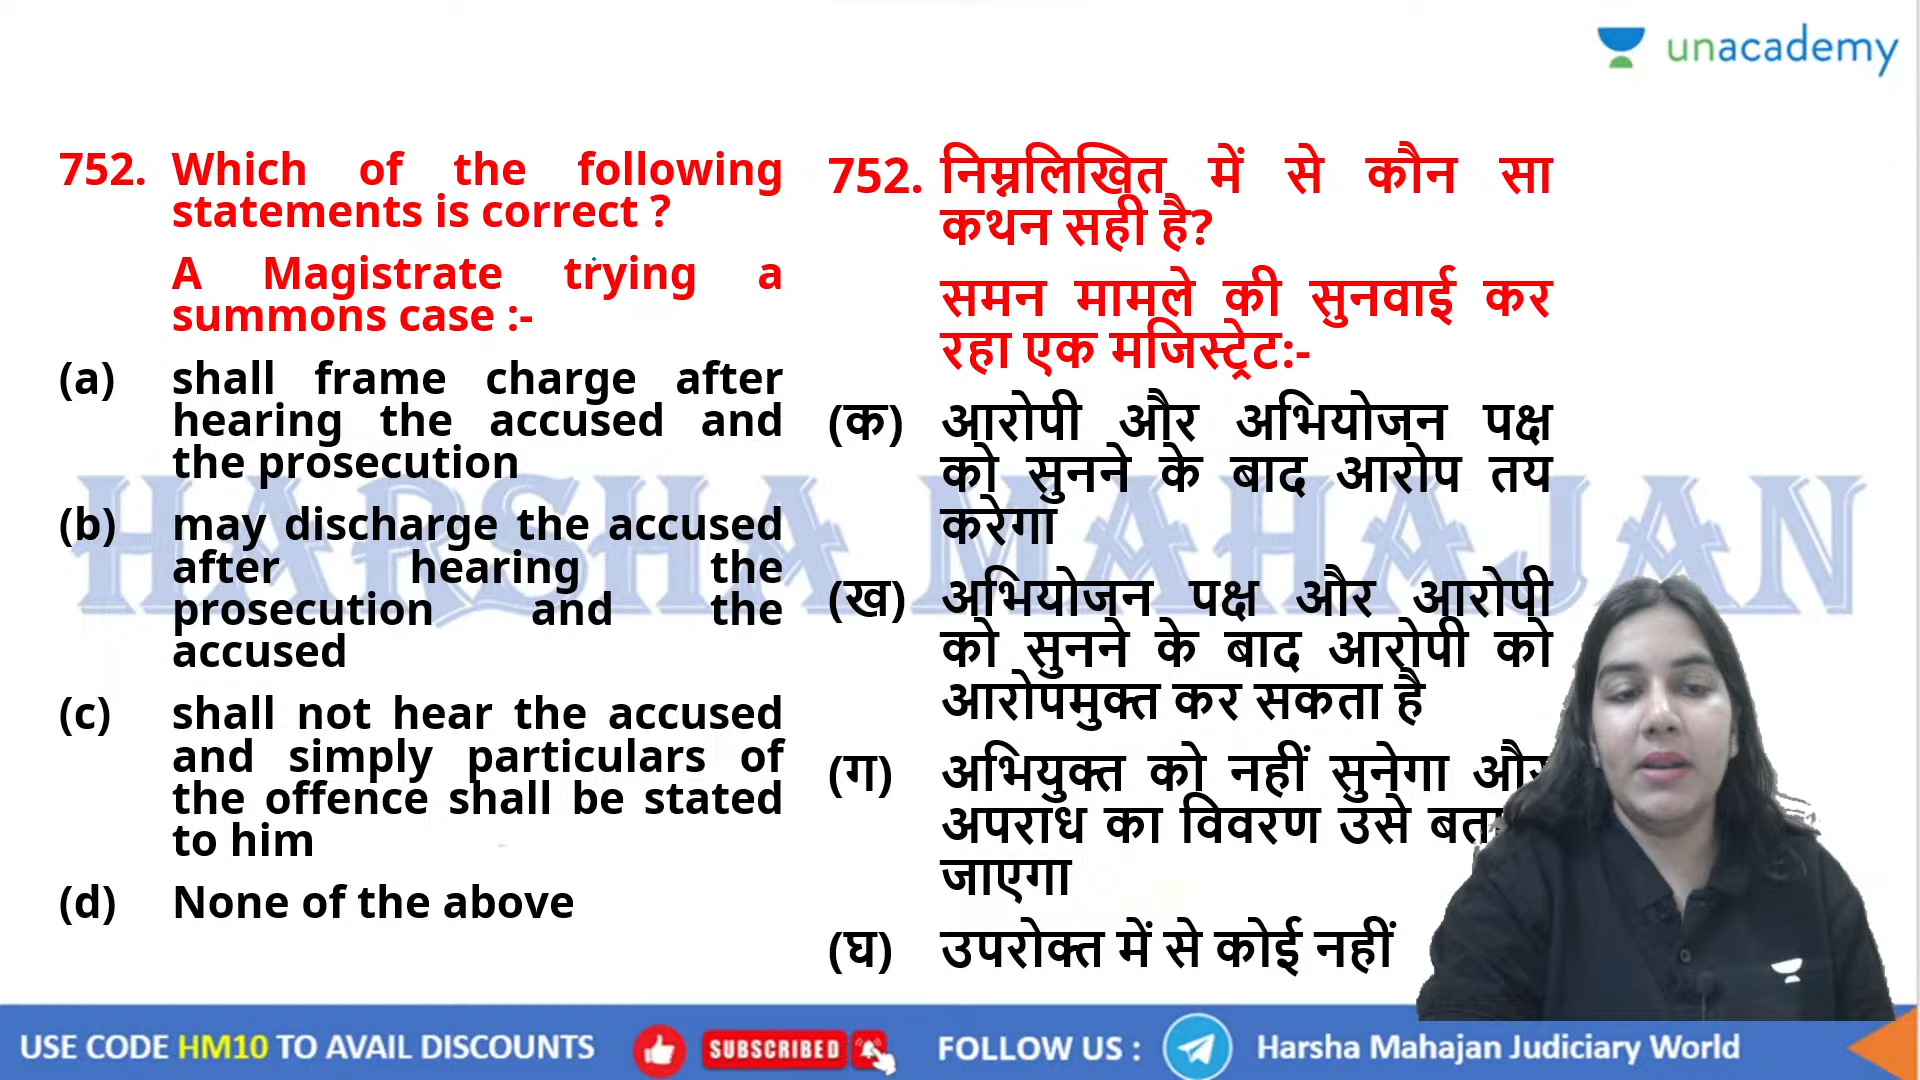 unacademy
752. Which of the following
statements is correct ?
A Magistrate trying a
summons case :-
(a) shall frame charge after
hearing the accused and
the prosecution
(b) may discharge the accused
after hearing the
prosecution and the
accused
(c) shall not hear the accused
and simply particulars of
the offence shall be stated
to him
(d) None of the above
752. निम्नलिखित में से कौन सा
कथन सही है?
समन मामले की सुनवाई कर
रहा एक मजिस्ट्रेट:-
(क) आरोपी और अभियोजन पक्ष
को सुनने के बाद आरोप तय
करेगा
(ख) अभियोजन पक्ष और आरोपी
को सुनने के बाद आरोपी को
आरोपमुक्त कर सकता है
(ग) अभियुक्त को नहीं सुनेगा और
अपराध का विवरण उसे
जाएगा
(घ) उपरोक्त में से कोई नहीं
HARSHA MAHAJAN
USE CODE HM10 TO AVAIL DISCOUNTS
SUBSCRIBED
FOLLOW US :
Harsha Mahajan Judiciary World